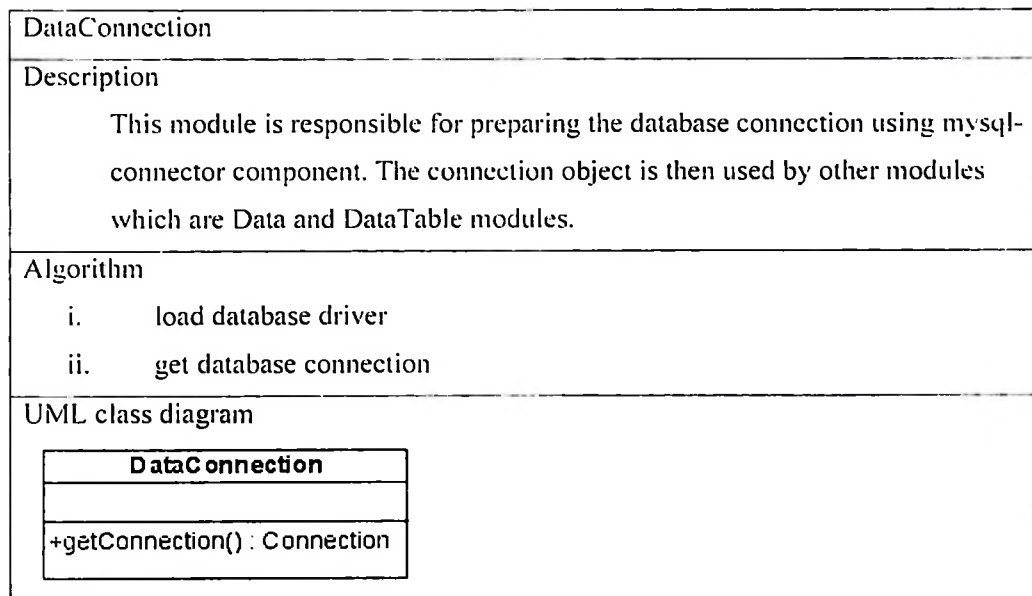 DataConnection
Description
This module is responsible for preparing the database connection using mysql-
connector component. The connection object is then used by other modules
which are Data and DataTable modules.
Algorithm
i. load database driver
ii. get database connection
UML class diagram
DataConnection
+getConnection() : Connection